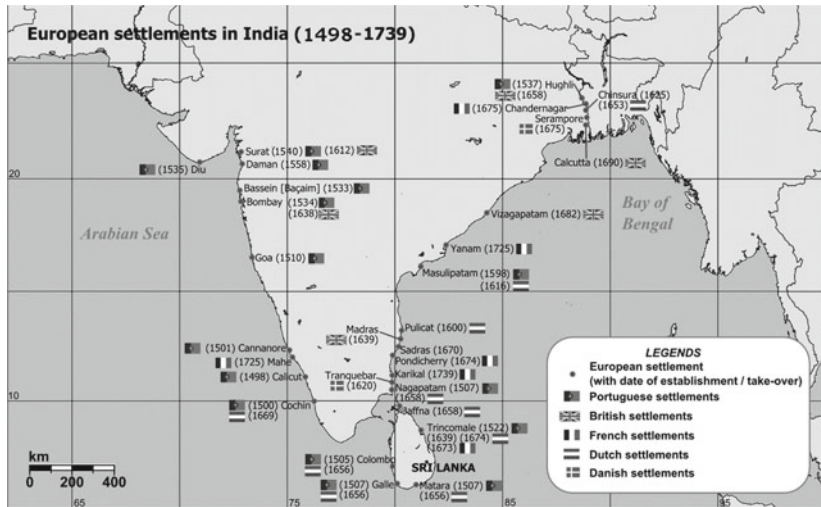 European settlements in India (1498-1739)
(1537) Hughli
(1658)
Chinsura (1625)
(1653)
(1675) Chandernagar
Serampore
(1675)
Calcutta (1690)
Surat (1540) (1612)
Daman (1558)
(1535) Diu
20
Bassein [Baçaim] (1533)
Bombay (1534)
(1638)
Arabian Sea
Bay of
Bengal
Vizagapatam (1682)
Yanam (1725)
Goa (1510)
Masulipatam (1598)
(1616)
Pulicat (1600)
Madras
(1639)
Sadras (1670)
(1501) Cannanore
Pondicherry (1674)
(1725) Mahe
Karikal (1739)
(1498) Calicut
Tranquebar
(1620)
Nagapatam (1507)
(1658)
10
(1500) Cochin
(1669)
Jaffna (1658)
Trincomale (1522)
(1639) (1674)
(1673)
(1505) Colombo
(1656)
SRI LANKA
(1507) Galle
(1656)
Matara (1507)
(1656)
km
0 200 400
65
75
85
95
LEGENDS
European settlement
(with date of establishment / take-over)
Portuguese settlements
British settlements
French settlements
Dutch settlements
Danish settlements